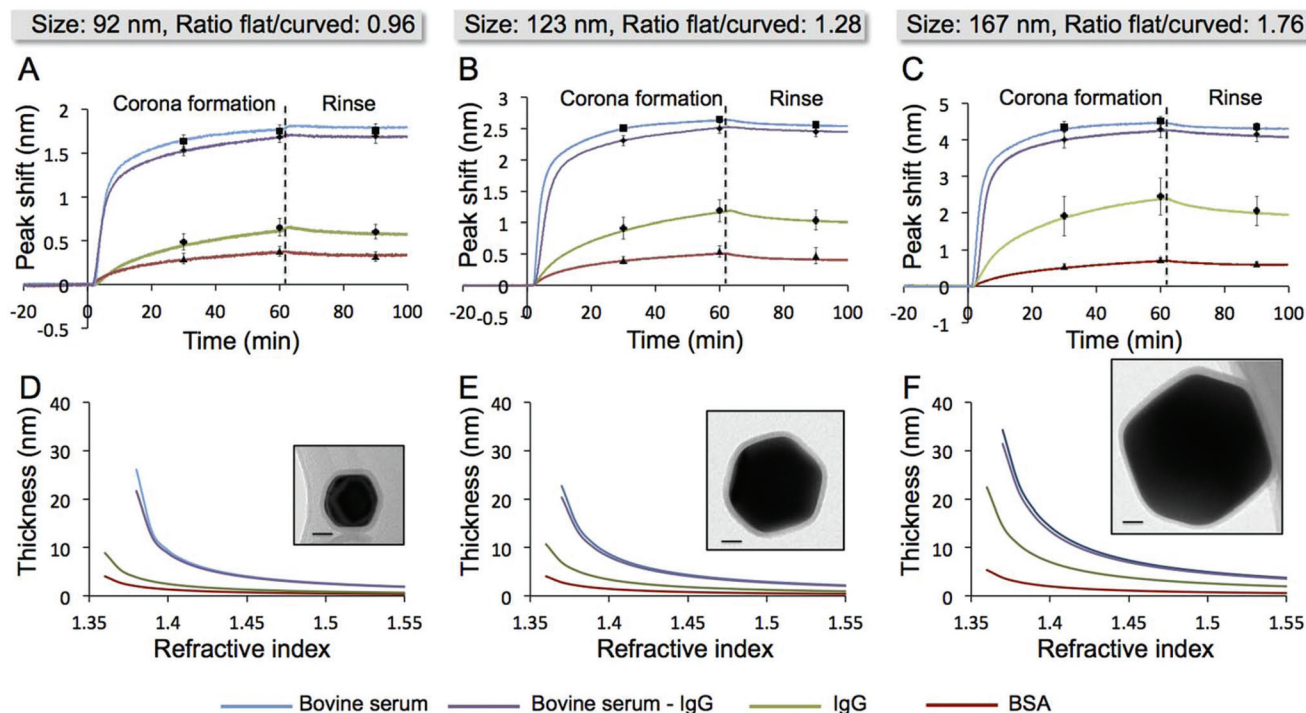 Size: 92 nm, Ratio flat/curved: 0.96
Size: 123 nm, Ratio flat/curved: 1.28
Size: 167 nm, Ratio flat/curved: 1.76
A
Corona formation
Rinse
Peak shift (nm)
2
1.5
1
0.5
0
-0.5
-20 0 20 40 60 80 100
Time (min)
B
Corona formation
Rinse
Peak shift (nm)
3
2.5
2
1.5
1
0.5
0
-0.5
-20 0 20 40 60 80 100
Time (min)
C
Corona formation
Rinse
Peak shift (nm)
5
4
3
2
1
0
-1
-20 0 20 40 60 80 100
Time (min)
D
Thickness (nm)
40
30
20
10
0
1.35 1.4 1.45 1.5 1.55
Refractive index
E
Thickness (nm)
40
30
20
10
0
1.35 1.4 1.45 1.5 1.55
Refractive index
F
Thickness (nm)
40
30
20
10
0
1.35 1.4 1.45 1.5 1.55
Refractive index
Bovine serum
Bovine serum - IgG
IgG
BSA